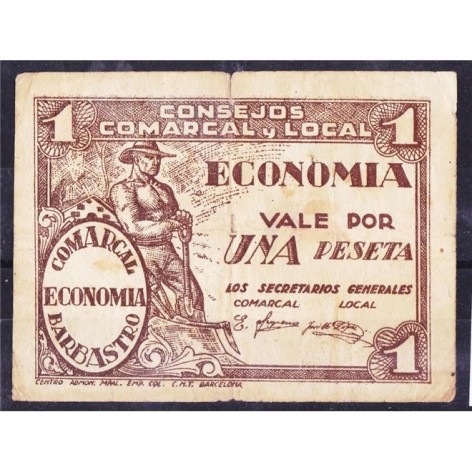 1 CONSEJOS 1
COMARCAL y LOCAL
ECONOMIA
VALE POR
UNA PESETA
LOS SECRETARIOS GENERALES
COMARCAL LOCAL
COMARCAL
ECONOMIA
BARBASTRO
1
CENTRO ADMON. MAAL. EMP. COL. C.N.T. BARCELONA